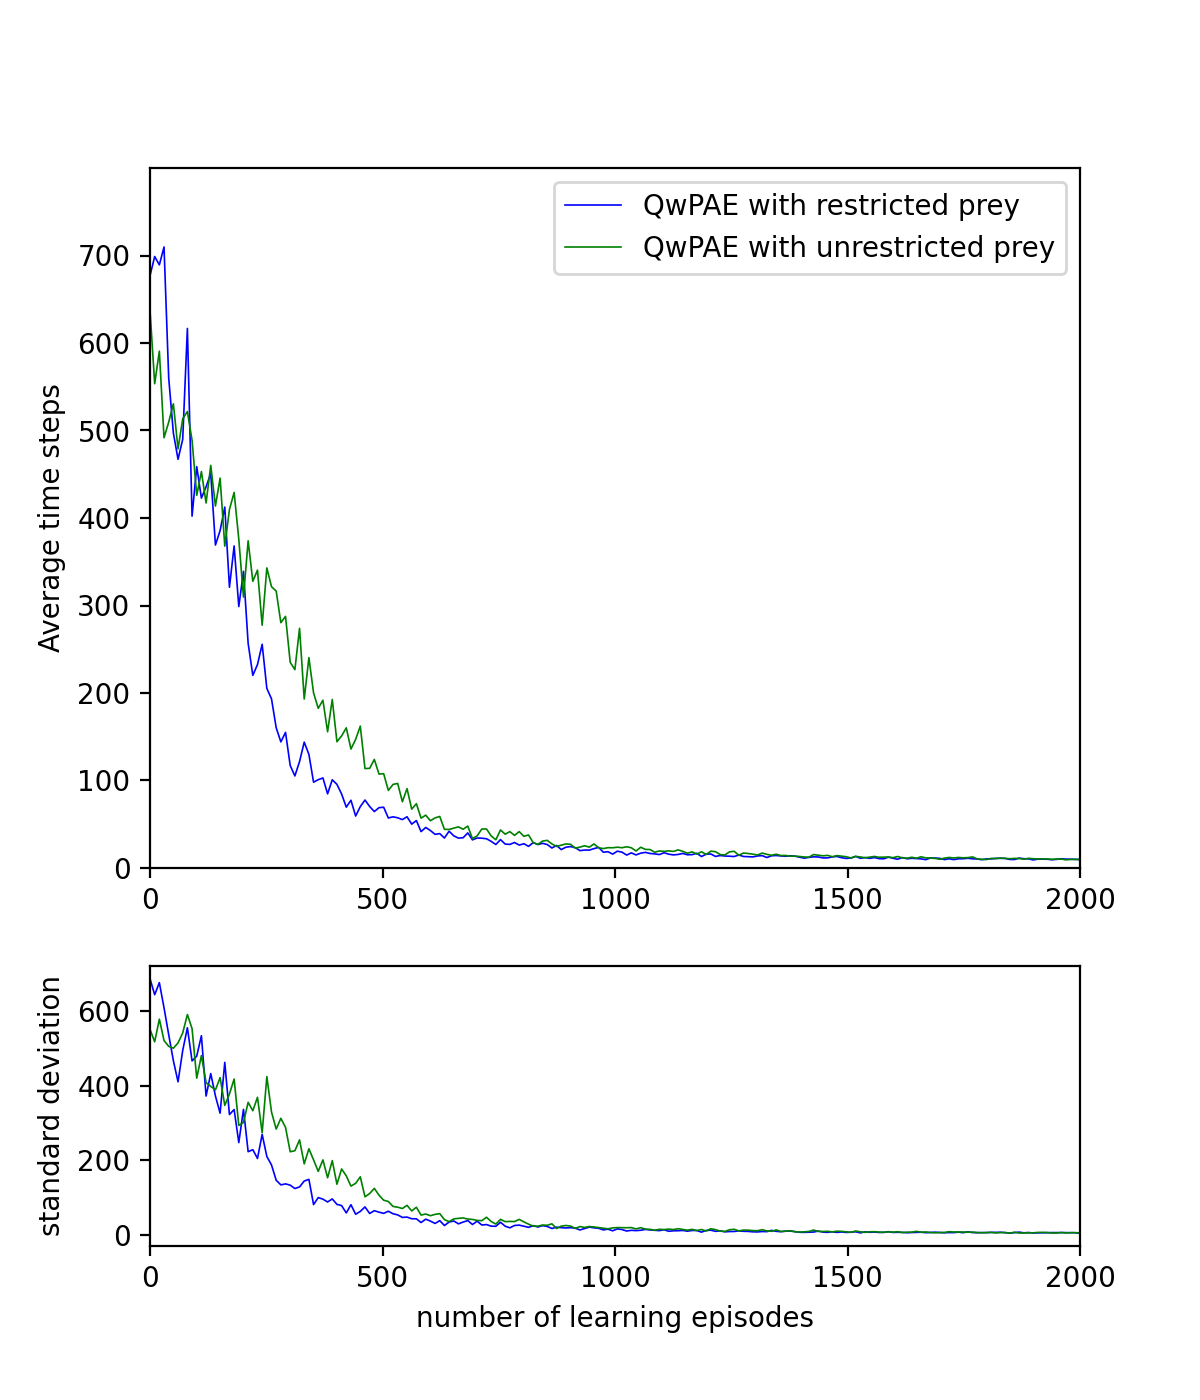 QwPAE with restricted prey
QwPAE with unrestricted prey
Average time steps
700
600
500
400
300
200
100
0
0 500 1000 1500 2000
standard deviation
600
400
200
0
0 500 1000 1500 2000
number of learning episodes